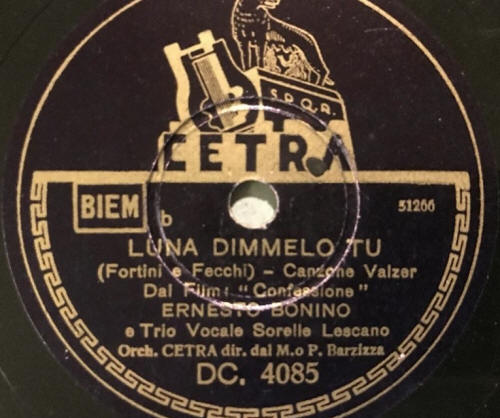 S.P.Q.R.
CETRA
BIEM
b
51266
LUNA DIMMELO TU
(Fortini e Fecchi) - Canzone Valzer
Dal Film: "Confessione"
ERNESTO BONINO
e Trio Vocale Sorelle Lescano
Orch. CETRA dir. dal M.o P. Barzizza
DC. 4085